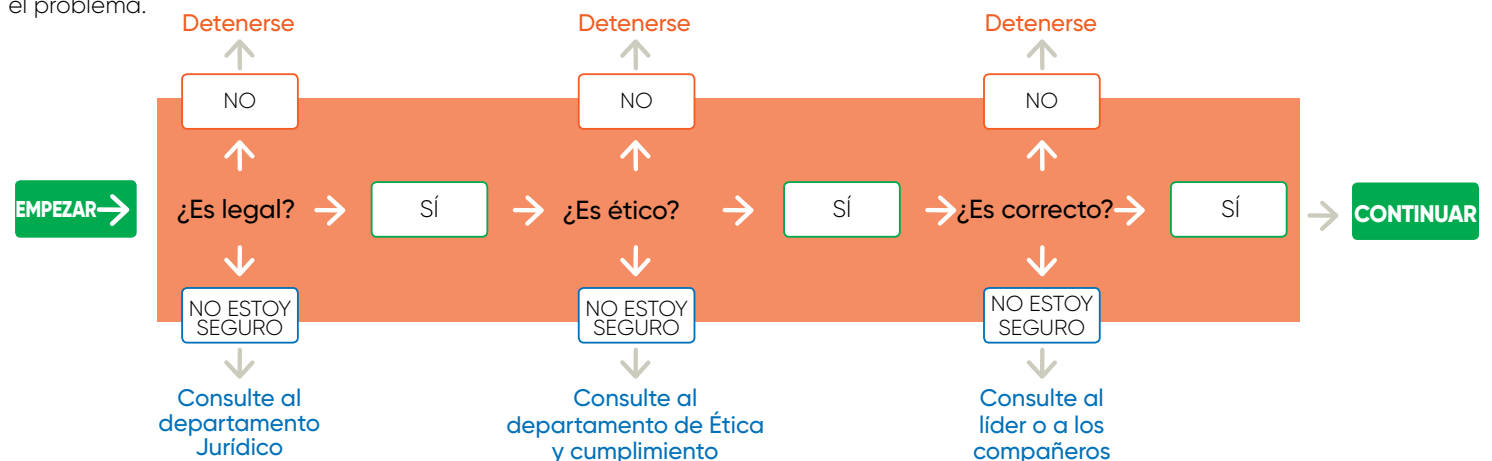 el problema.
Detenerse
Detenerse
Detenerse
NO
NO
NO
EMPEZAR
¿Es legal?
SÍ
¿Es ético?
SÍ
¿Es correcto?
SÍ
CONTINUAR
NO ESTOY
SEGURO
NO ESTOY
SEGURO
NO ESTOY
SEGURO
Consulte al
departamento
Jurídico
Consulte al
departamento de Ética
y cumplimiento
Consulte al
líder o a los
compañeros